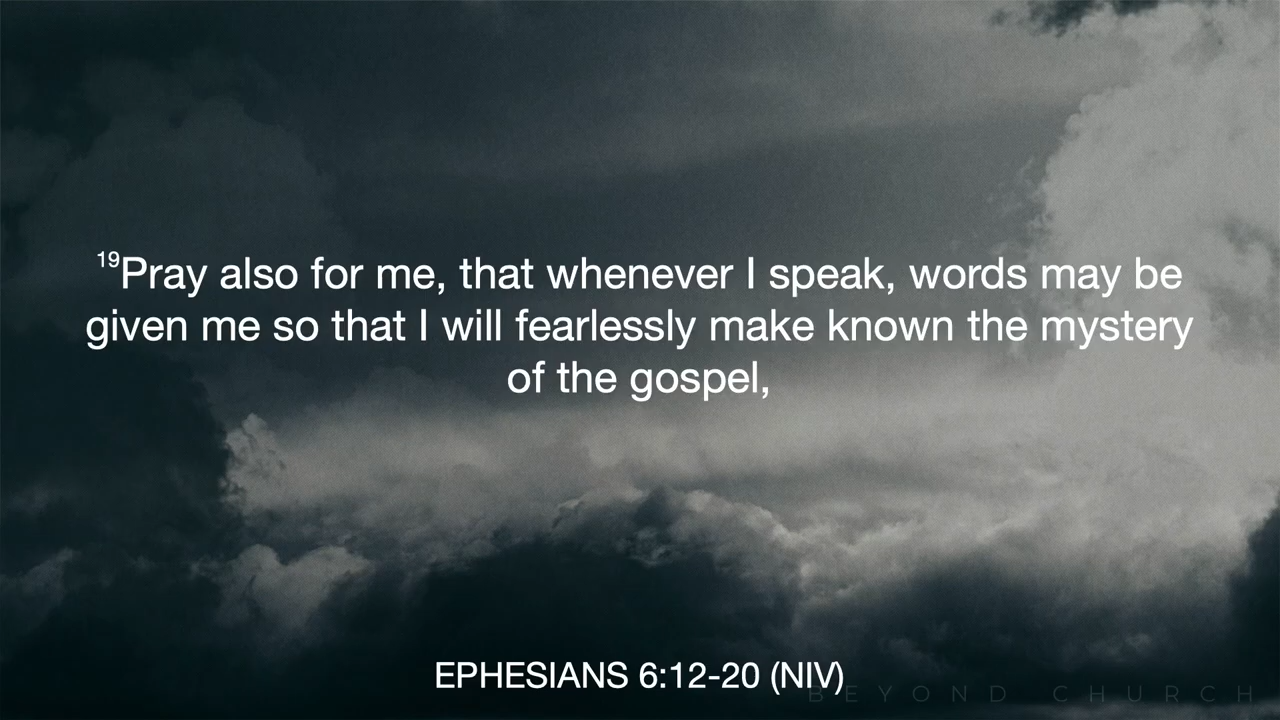 19Pray also for me, that whenever I speak, words may be
given me so that I will fearlessly make known the mystery
of the gospel,
EPHESIANS 6:12-20 (NIV)
BEYOND CHURCH